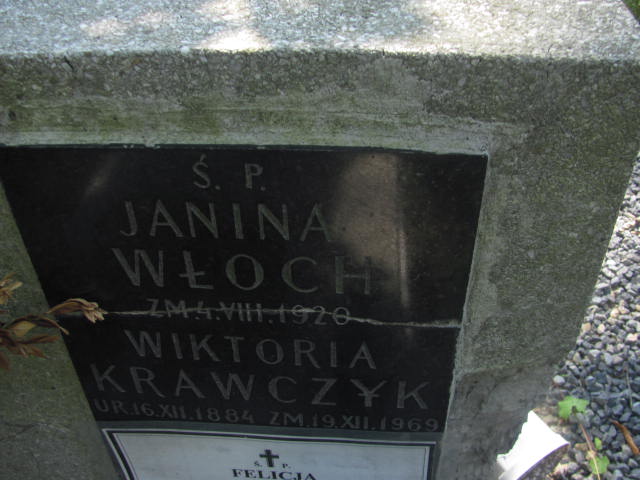 Ś. P.
JANINA
WŁOCH
ZM 4.VIII.1920
WIKTORIA
KRAWCZYK
UR.16.XII.1884 ZM.19.XII.1969
Ś. P.
FELICJA